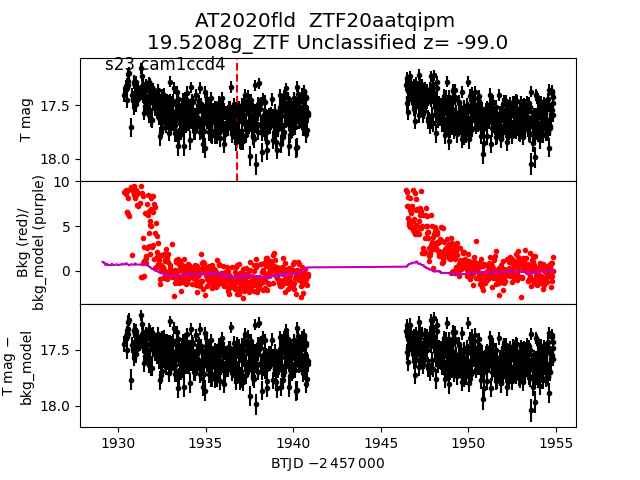 AT2020fld  ZTF20aatqipm
19.5208g_ZTF Unclassified z= -99.0
s23 cam1ccd4
T mag
17.5
18.0
Bkg (red)/
bkg_model (purple)
10
5
0
T mag −
bkg_model
17.5
18.0
1930
1935
1940
1945
1950
1955
BTJD −2 457 000